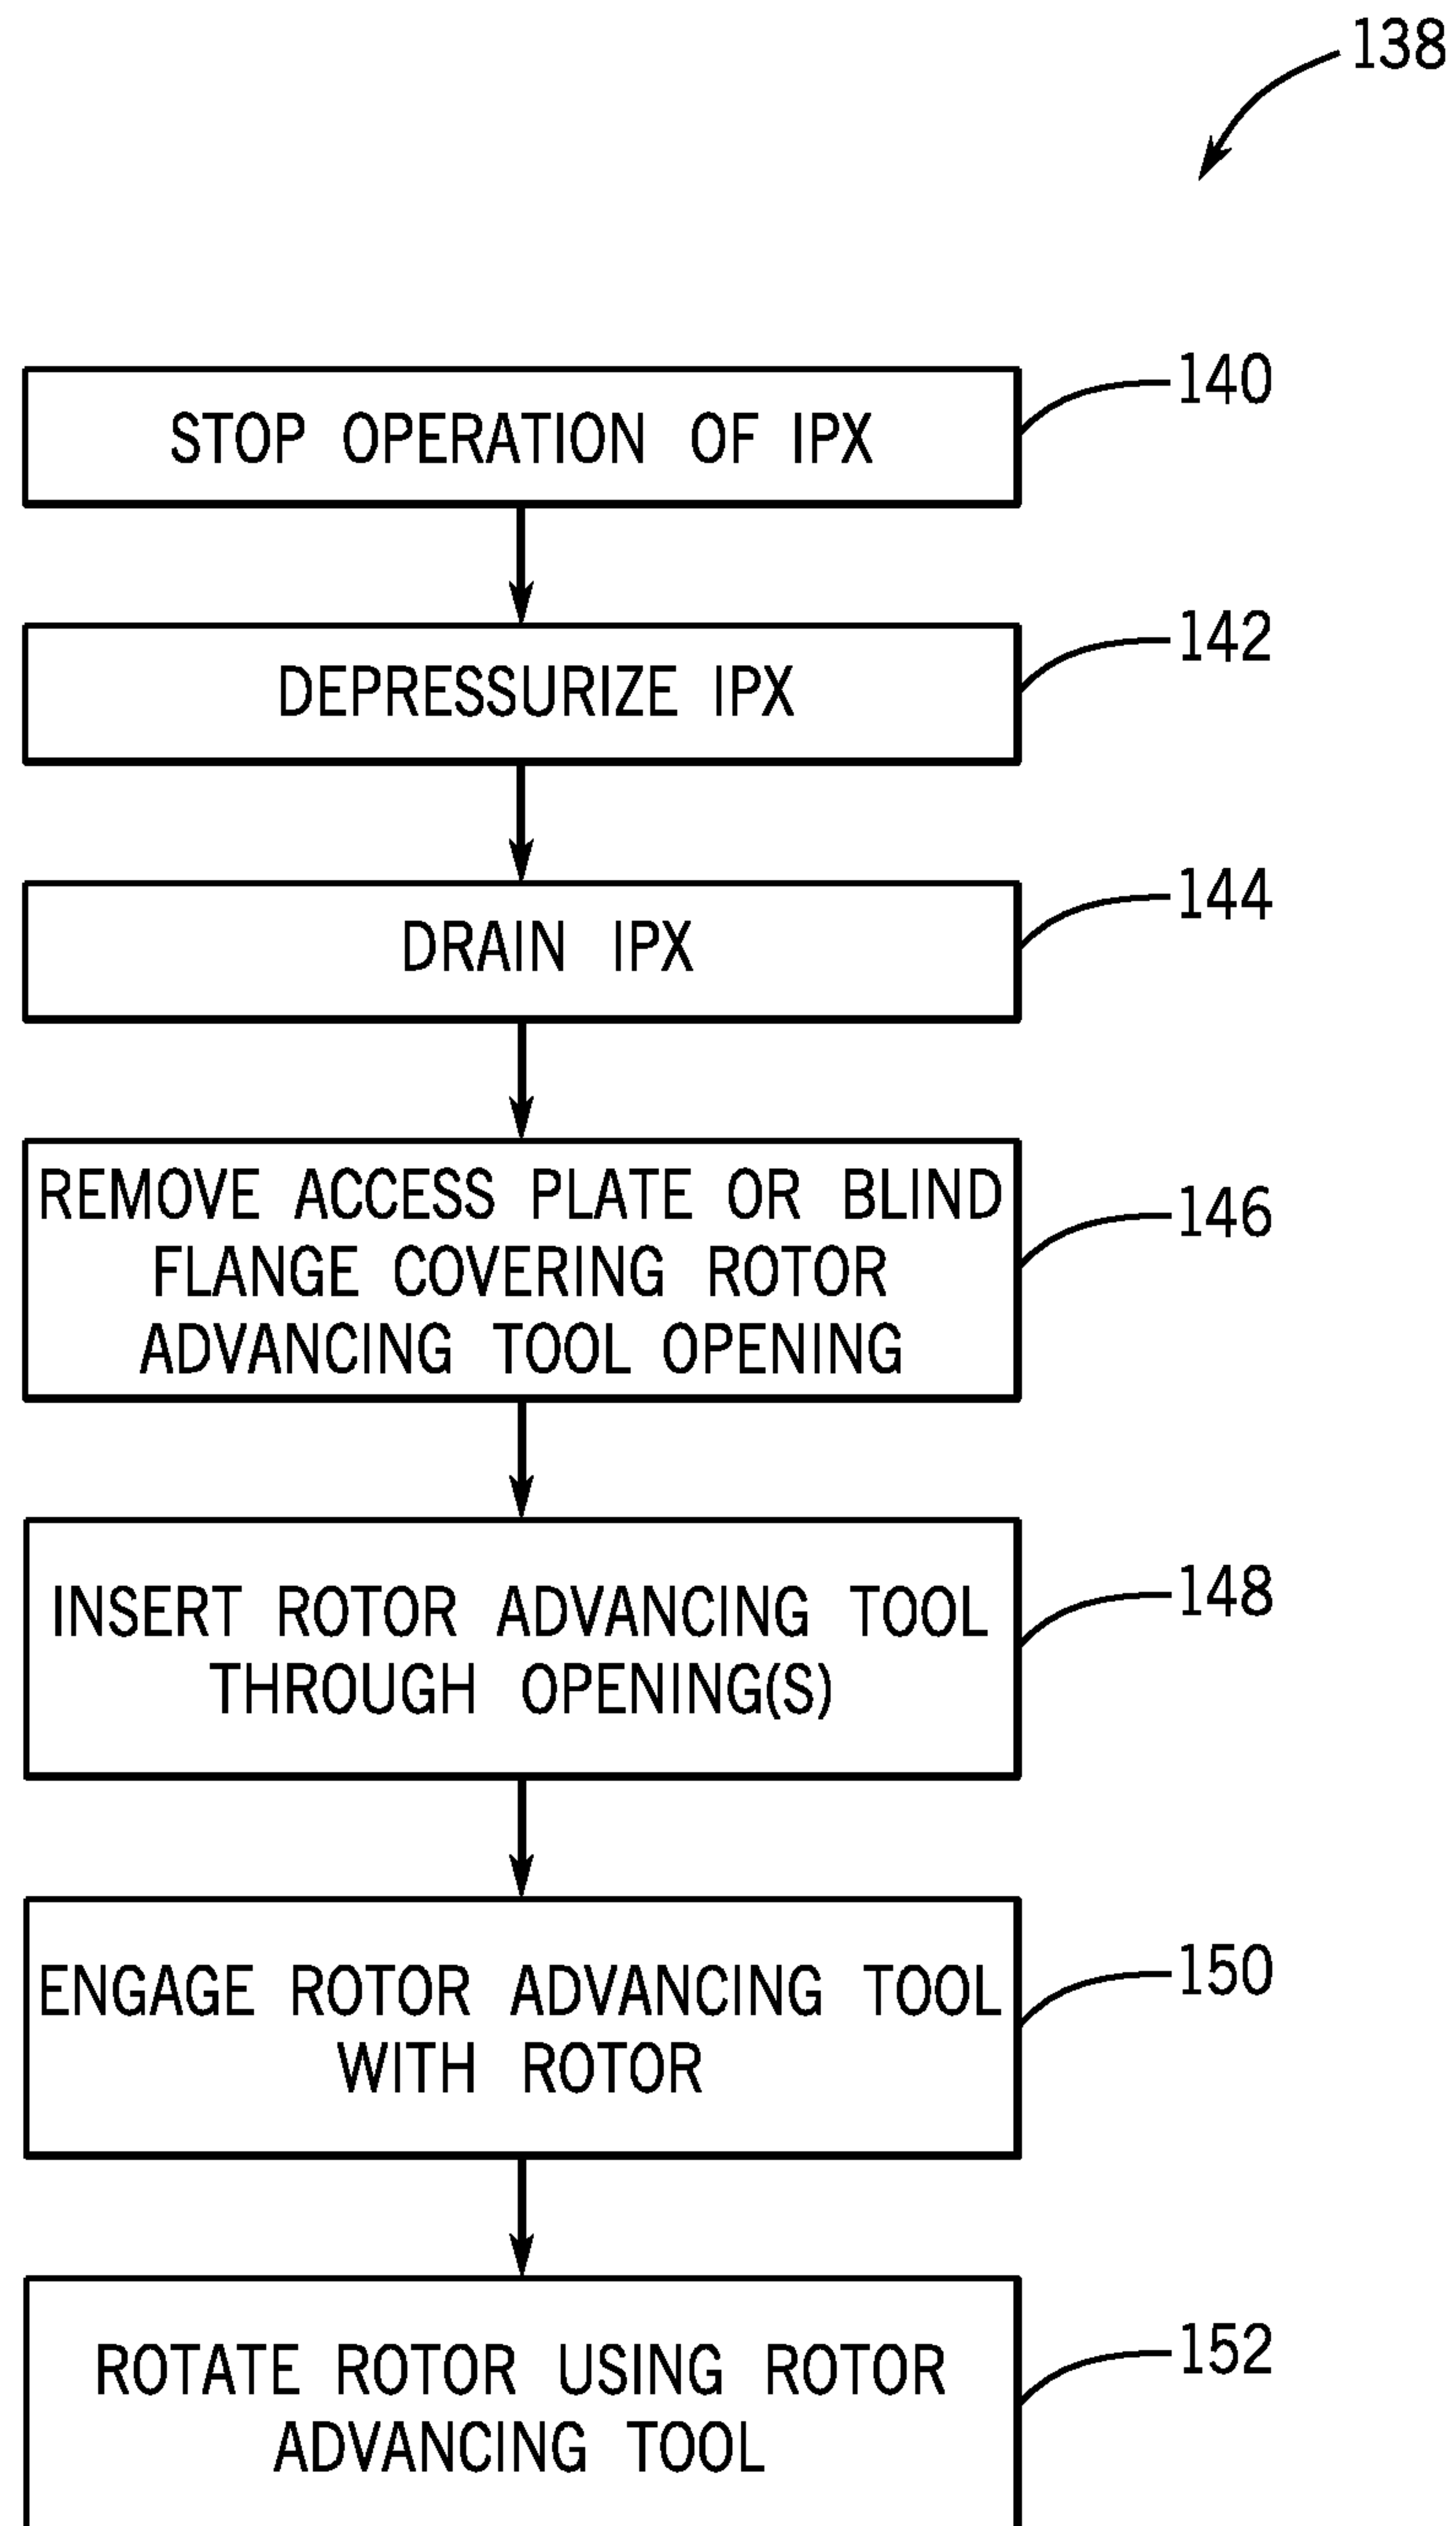 138
STOP OPERATION OF IPX
140
DEPRESSURIZE IPX
142
DRAIN IPX
144
REMOVE ACCESS PLATE OR BLIND
FLANGE COVERING ROTOR
ADVANCING TOOL OPENING
146
INSERT ROTOR ADVANCING TOOL
THROUGH OPENING(S)
148
ENGAGE ROTOR ADVANCING TOOL
WITH ROTOR
150
ROTATE ROTOR USING ROTOR
ADVANCING TOOL
152